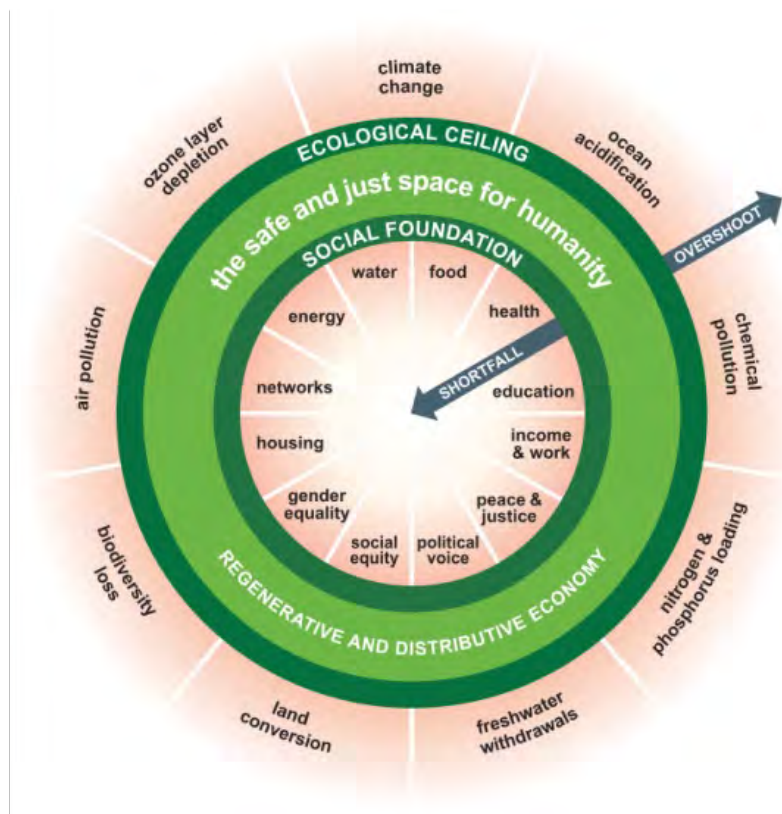 climate
change
ocean
acidification
chemical
pollution
nitrogen &
phosphorus loading
freshwater
withdrawals
land
conversion
biodiversity
loss
air pollution
ozone layer
depletion
OVERSHOOT
ECOLOGICAL CEILING
the safe and just space for humanity
SOCIAL FOUNDATION
water
food
health
SHORTFALL
education
income
& work
peace &
justice
political
voice
social
equity
gender
equality
housing
networks
energy
REGENERATIVE AND DISTRIBUTIVE ECONOMY